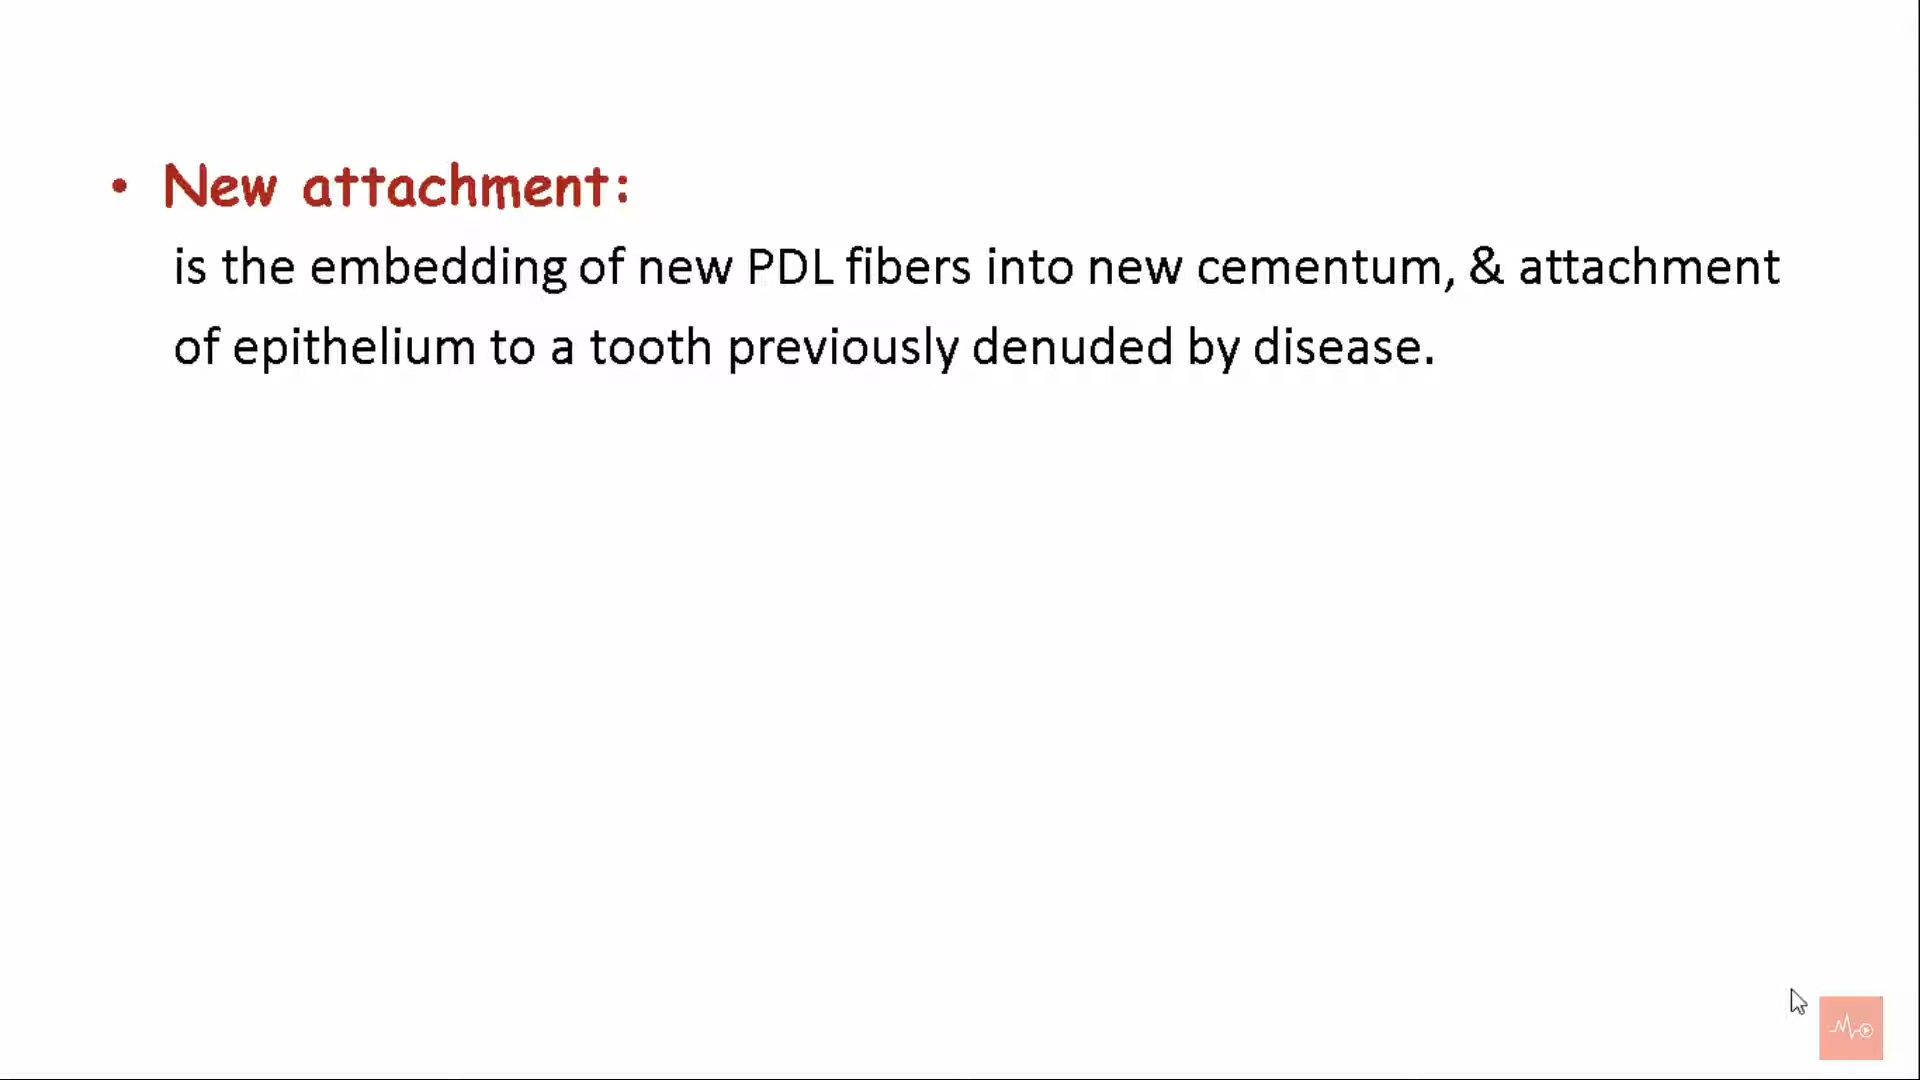 • New attachment:
is the embedding of new PDL fibers into new cementum, & attachment
of epithelium to a tooth previously denuded by disease.